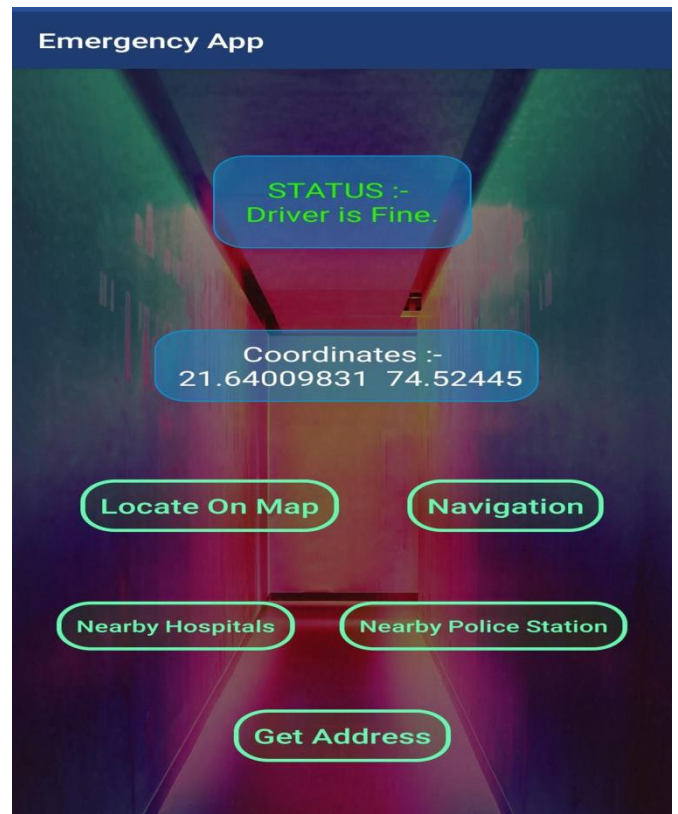 Emergency App
STATUS :-
Driver is Fine.
Coordinates :-
21.64009831 74.52445
Locate On Map
Navigation
Nearby Hospitals
Nearby Police Station
Get Address